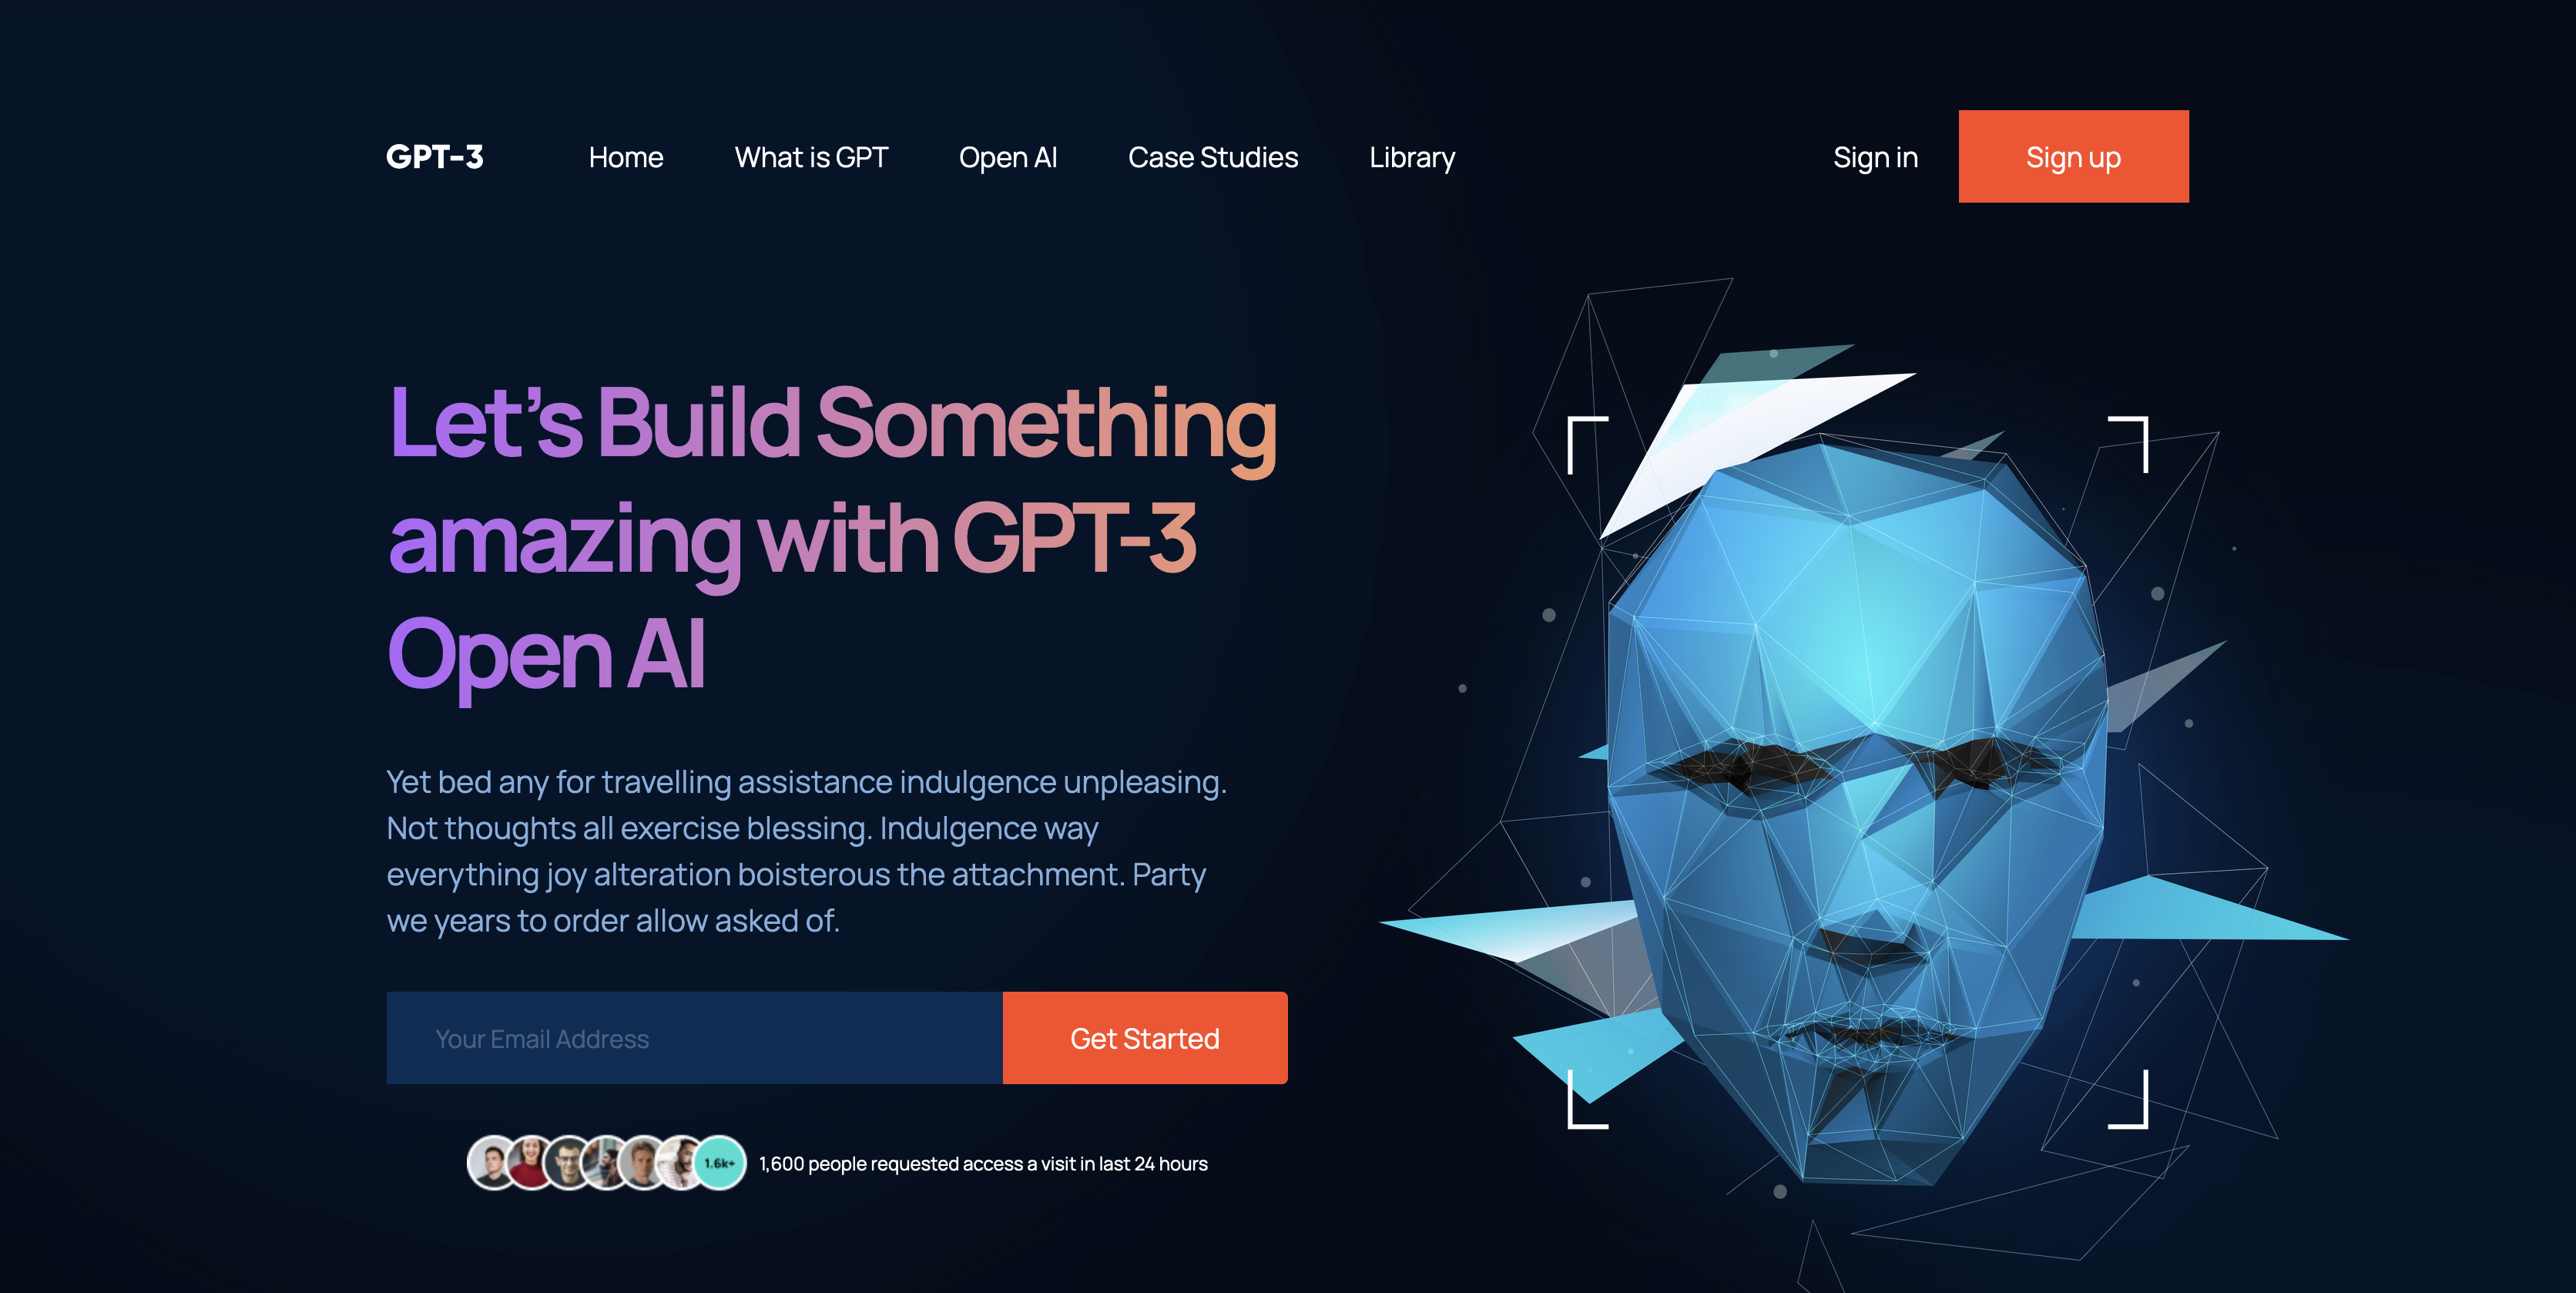 GPT-3 Home What is GPT Open AI Case Studies Library Sign in Sign up
Let’s Build Something
amazing with GPT-3
Open AI
Yet bed any for travelling assistance indulgence unpleasing.
Not thoughts all exercise blessing. Indulgence way
everything joy alteration boisterous the attachment. Party
we years to order allow asked of.
Your Email Address Get Started
1.6k+ 1,600 people requested access a visit in last 24 hours